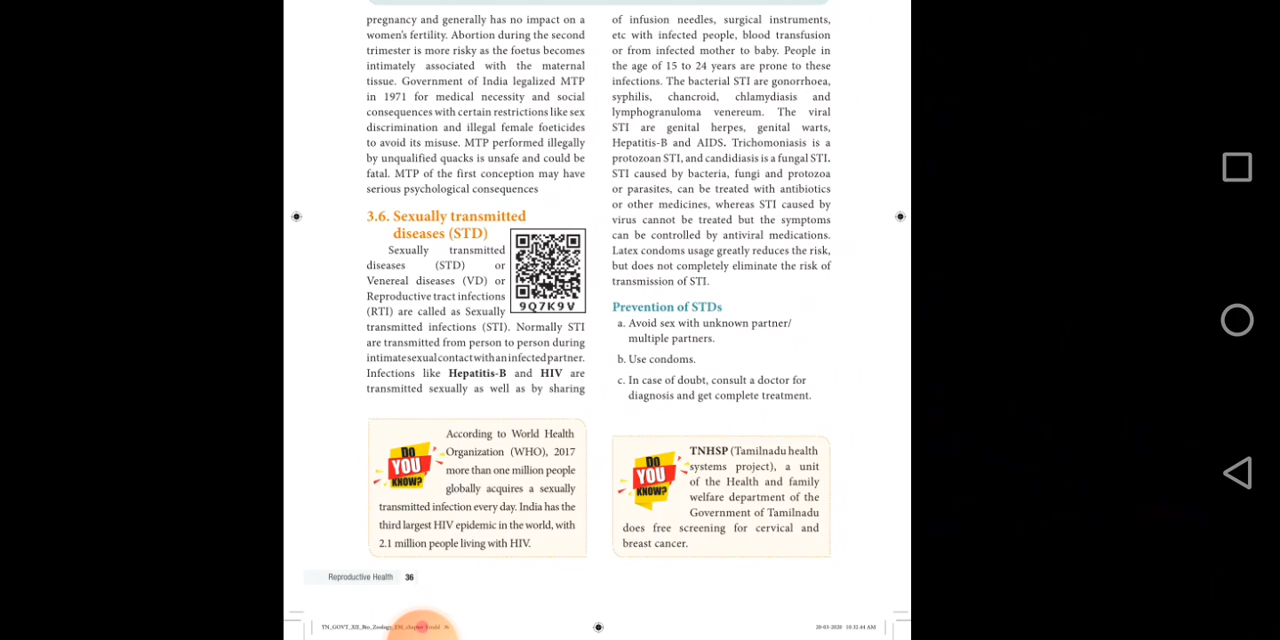 pregnancy and generally has no impact on a
women's fertility. Abortion during the second
trimester is more risky as the foetus becomes
intimately associated with the maternal
tissue. Government of India legalized MTP
in 1971 for medical necessity and social
consequences with certain restrictions like sex
discrimination and illegal female foeticides
to avoid its misuse. MTP performed illegally
by unqualified quacks is unsafe and could be
fatal. MTP of the first conception may have
serious psychological consequences
3.6. Sexually transmitted
diseases (STD)
Sexually transmitted
diseases (STD) or
Venereal diseases (VD) or
Reproductive tract infections
(RTI) are called as Sexually
transmitted infections (STI). Normally STI
are transmitted from person to person during
intimate sexual contact with an infected partner.
Infections like Hepatitis-B and HIV are
transmitted sexually as well as by sharing
9Q7K9V
DO
YOU
KNOW?
According to World Health
Organization (WHO), 2017
more than one million people
globally acquires a sexually
transmitted infection every day. India has the
third largest HIV epidemic in the world, with
2.1 million people living with HIV.
of infusion needles, surgical instruments,
etc with infected people, blood transfusion
or from infected mother to baby. People in
the age of 15 to 24 years are prone to these
infections. The bacterial STI are gonorrhoea,
syphilis, chancroid, chlamydiasis and
lymphogranuloma venereum. The viral
STI are genital herpes, genital warts,
Hepatitis-B and AIDS. Trichomoniasis is a
protozoan STI, and candidiasis is a fungal STI.
STI caused by bacteria, fungi and protozoa
or parasites, can be treated with antibiotics
or other medicines, whereas STI caused by
virus cannot be treated but the symptoms
can be controlled by antiviral medications.
Latex condoms usage greatly reduces the risk,
but does not completely eliminate the risk of
transmission of STI.
Prevention of STDs
a. Avoid sex with unknown partner/
multiple partners.
b. Use condoms.
c. In case of doubt, consult a doctor for
diagnosis and get complete treatment.
DO
YOU
KNOW?
TNHSP (Tamilnadu health
systems project), a unit
of the Health and family
welfare department of the
Government of Tamilnadu
does free screening for cervical and
breast cancer.
Reproductive Health 36
20-03-2020 10:32:44 AM